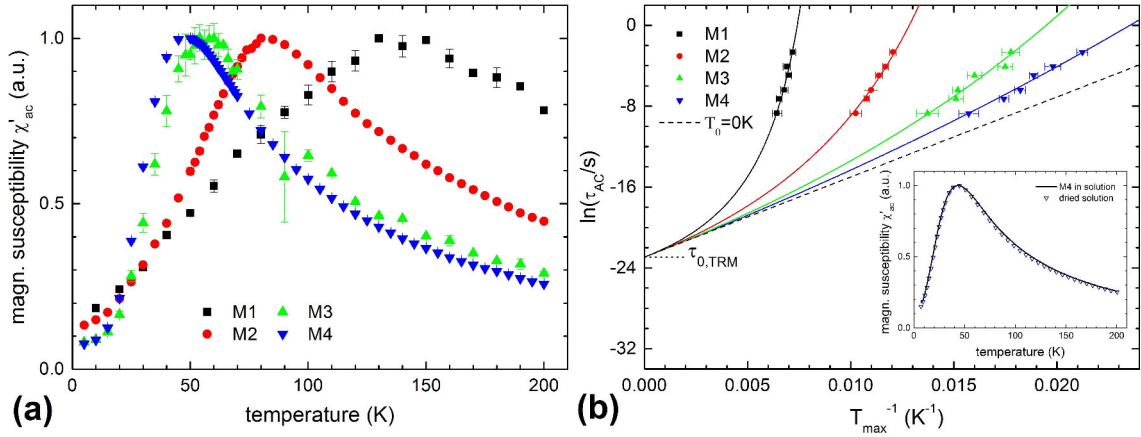 magn. susceptibility χ'ac (a.u.)
1.0
0.5
0.0
M1
M2
M3
M4
0 50 100 150 200
temperature (K)
(a)
ln(τAC/s)
0
-8
-16
-24
-32
M1
M2
M3
M4
T0=0K
τ0,TRM
0.000 0.005 0.010 0.015 0.020
Tmax-1 (K-1)
(b)
magn. susceptibility χ'ac (a.u.)
1.0
0.5
0.0
M4 in solution
dried solution
0 50 100 150 200
temperature (K)